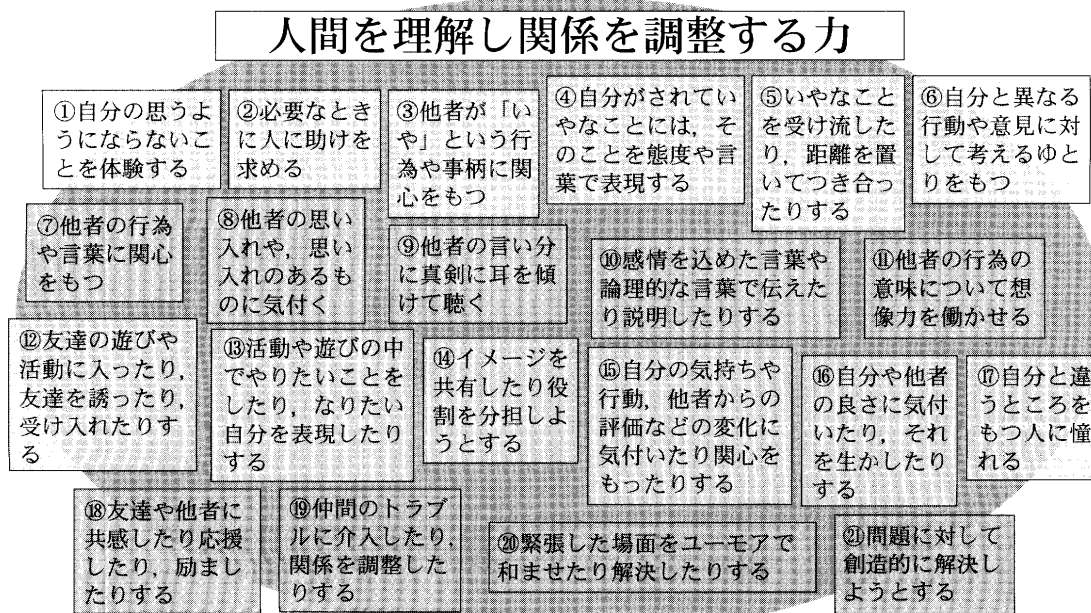 人間を理解し関係を調整する力
①自分の思うよ
うにならないこ
とを体験する
②必要なとき
に人に助けを
求める
③他者が「い
や」という行
為や事柄に関
心をもつ
④自分がされてい
やなことには，そ
のことを態度や言
葉で表現する
⑤いやなこと
を受け流した
り，距離を置
いてつき合っ
たりする
⑥自分と異なる
行動や意見に対
して考えるゆと
りをもつ
⑦他者の行為
や言葉に関心
をもつ
⑧他者の思い
入れや，思い
入れのあるも
のに気付く
⑨他者の言い分
に真剣に耳を傾
けて聴く
⑩感情を込めた言葉や
論理的な言葉で伝えた
り説明したりする
⑪他者の行為の
意味について想
像力を働かせる
⑫友達の遊びや
活動に入ったり，
友達を誘ったり，
受け入れたりす
る
⑬活動や遊びの中
でやりたいことを
したり，なりたい
自分を表現したり
する
⑭イメージを
共有したり役
割を分担しよ
うとする
⑮自分の気持ちや
行動，他者からの
評価などの変化に
気付いたり関心を
もったりする
⑯自分や他者
の良さに気付
いたり，それ
を生かしたり
する
⑰自分と違
うところを
もつ人に憧
れる
⑱友達や他者に
共感したり応援
したり，励まし
たりする
⑲仲間のトラブ
ルに介入したり，
関係を調整した
りする
⑳緊張した場面をユーモアで
和ませたり解決したりする
㉑問題に対して
創造的に解決し
ようとする